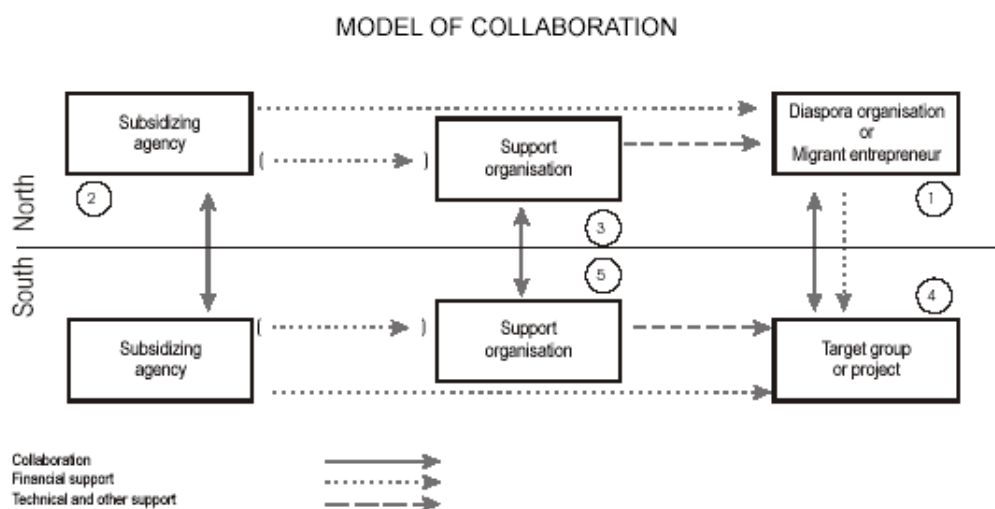 MODEL OF COLLABORATION
Subsidizing
agency
Support
organisation
Diaspora organisation
or
Migrant entrepreneur
2
3
1
North
South
5
4
Subsidizing
agency
Support
organisation
Target group
or project
Collaboration
Financial support
Technical and other support